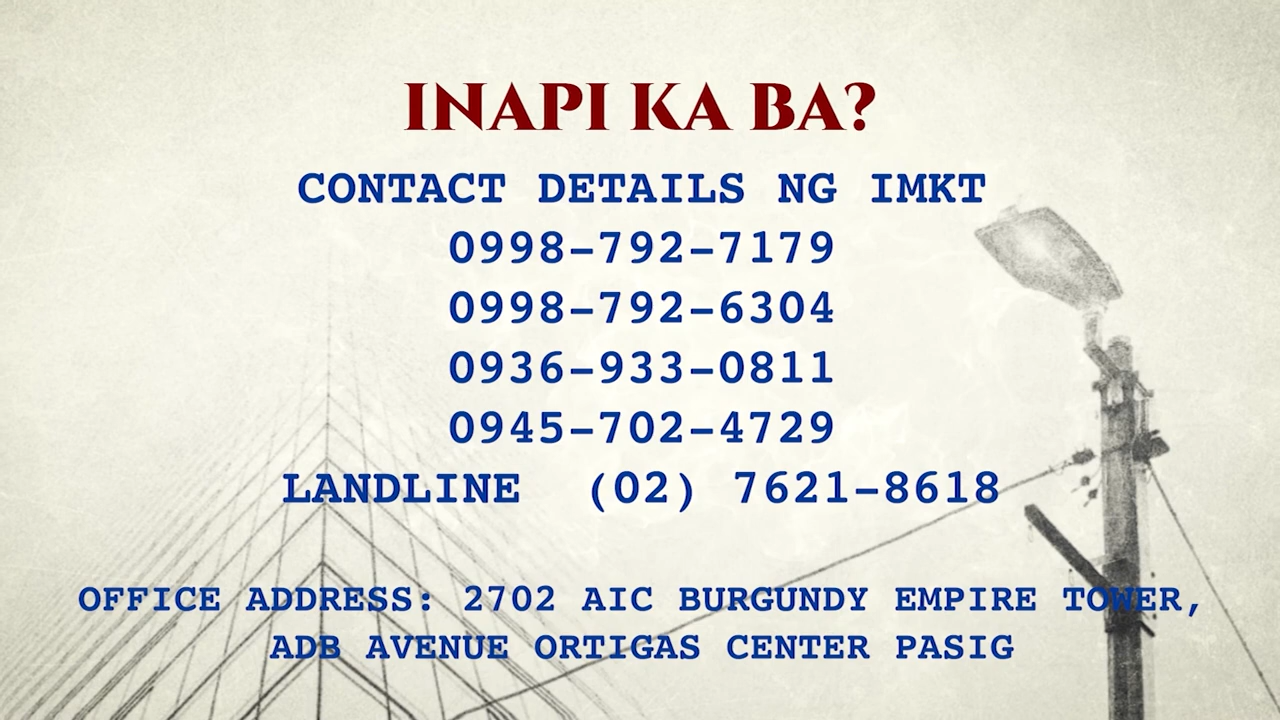 INAPI KA BA?
CONTACT DETAILS NG IMKT
0998-792-7179
0998-792-6304
0936-933-0811
0945-702-4729
LANDLINE (02) 7621-8618
OFFICE ADDRESS: 2702 AIC BURGUNDY EMPIRE TOWER,
ADB AVENUE ORTIGAS CENTER PASIG